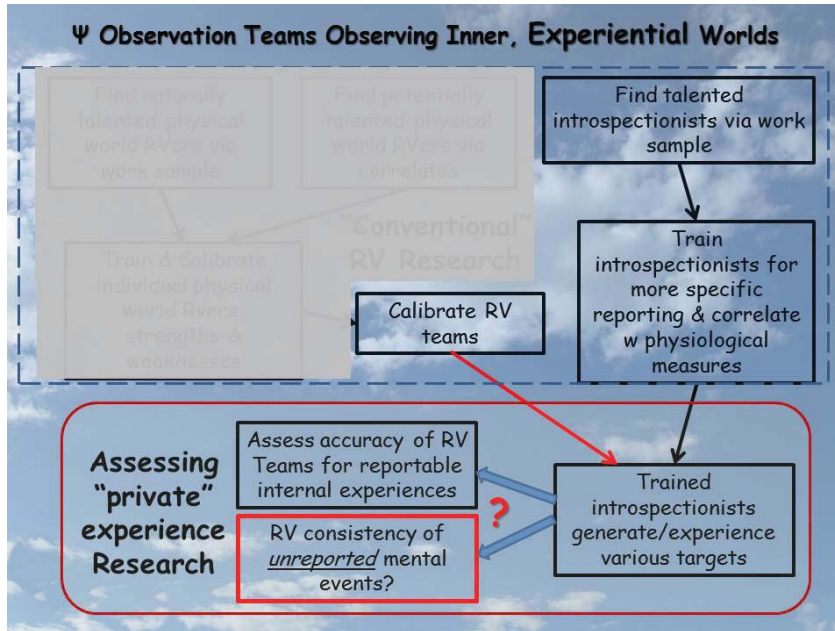 Ψ Observation Teams Observing Inner, Experiential Worlds
Find naturally
talented physical
world RVers via
work sample
Find potentially
talented physical
world RVers via
correlates
Find talented
introspectionists via work
sample
"Conventional"
RV Research
Train & Calibrate
individual physical
world Rvers,
strengths &
weaknesses
Calibrate RV
teams
Train
introspectionists for
more specific
reporting & correlate
w physiological
measures
Assessing
"private"
experience
Research
Assess accuracy of RV
Teams for reportable
internal experiences
RV consistency of
unreported mental
events?
?
Trained
introspectionists
generate/experience
various targets